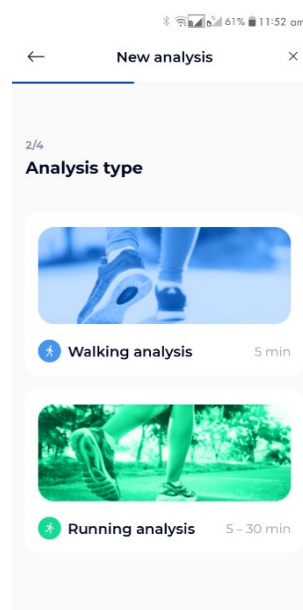 61% 11:52 am
New analysis
2/4
Analysis type
Walking analysis 5 min
Running analysis 5 – 30 min